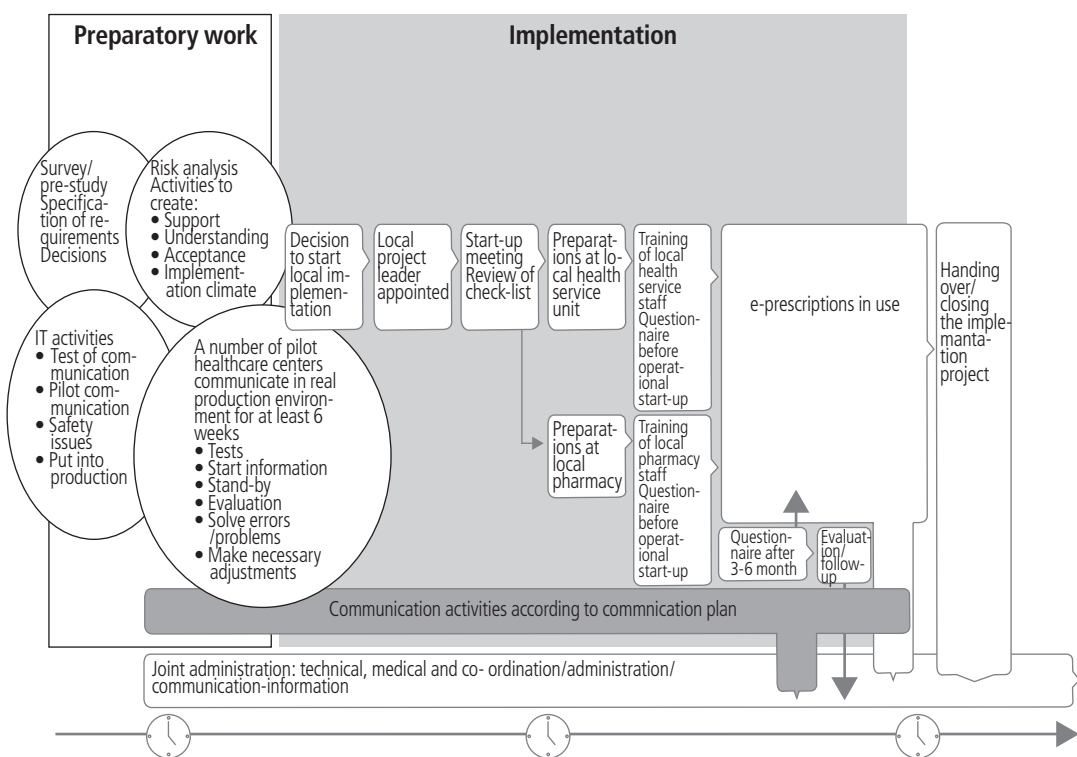 Preparatory work
Implementation
Survey/
pre-study
Specifica-
tion of re-
quirements
Decisions
Risk analysis
Activities to
create:
• Support
• Understanding
• Acceptance
• Implement-
ation climate
IT activities
• Test of com-
munication
• Pilot com-
munication
• Safety
issues
• Put into
production
A number of pilot
healthcare centers
communicate in real
production environ-
ment for at least 6
weeks
• Tests
• Start information
• Stand-by
• Evaluation
• Solve errors
/problems
• Make necessary
adjustments
Decision
to start
local im-
plemen-
tation
Local
project
leader
appointed
Start-up
meeting
Review of
check-list
Preparat-
ions at lo-
cal health
service
unit
Training
of local
health
service
staff
Question-
naire
before
operat-
ional
start-up
Preparat-
ions at
local
pharmacy
Training
of local
pharmacy
staff
Question-
naire
before
operat-
ional
start-up
e-prescriptions in use
Question-
naire after
3-6 month
Evaluat-
ion/
follow-
up
Handing
over/
closing
the imple-
manta-
tion
project
Communication activities according to commnication plan
Joint administration: technical, medical and co- ordination/administration/
communication-information